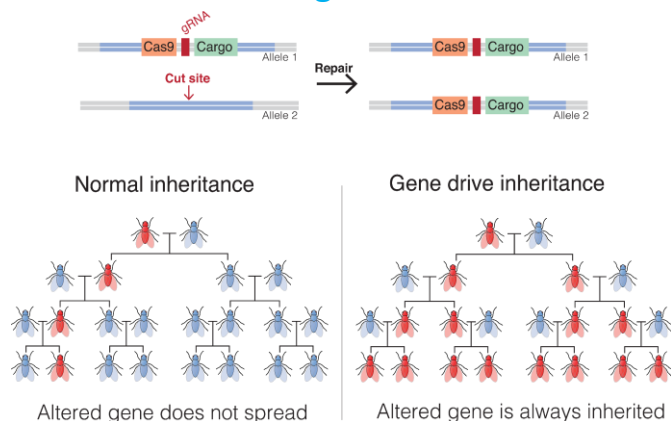 gRNA
Cas9 Cargo
Allele 1
Cut site
Allele 2
Repair
Cas9 Cargo
Allele 1
Cas9 Cargo
Allele 2
Normal inheritance
Gene drive inheritance
Altered gene does not spread
Altered gene is always inherited